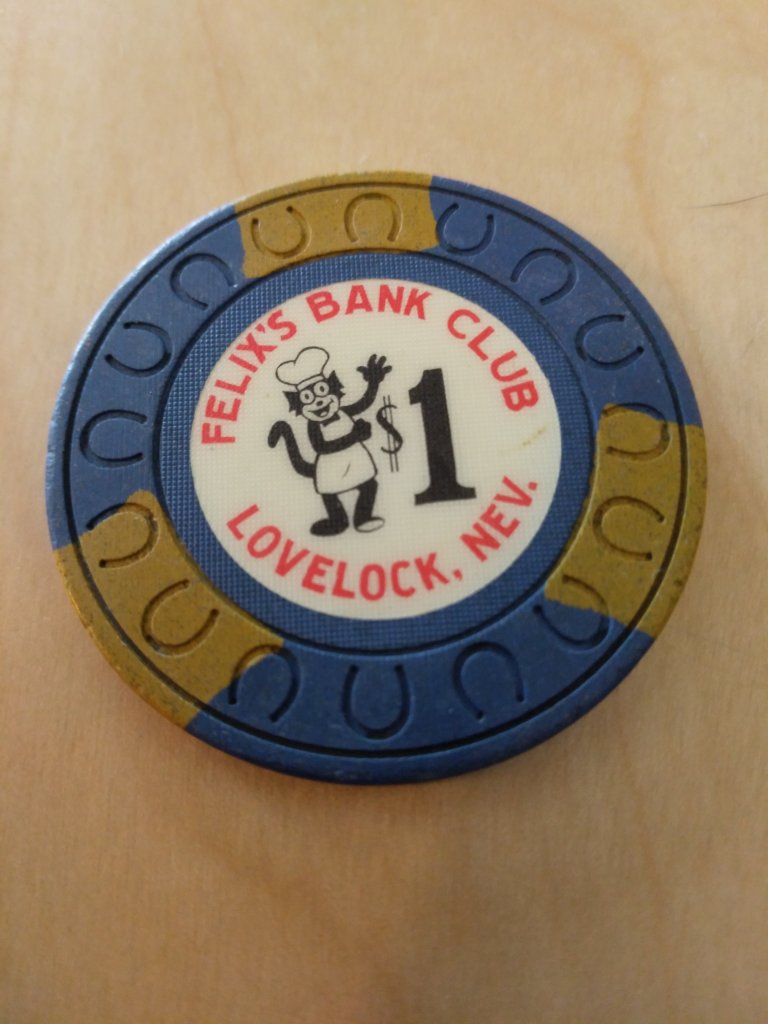 FELIX'S BANK CLUB
$1
LOVELOCK, NEV.